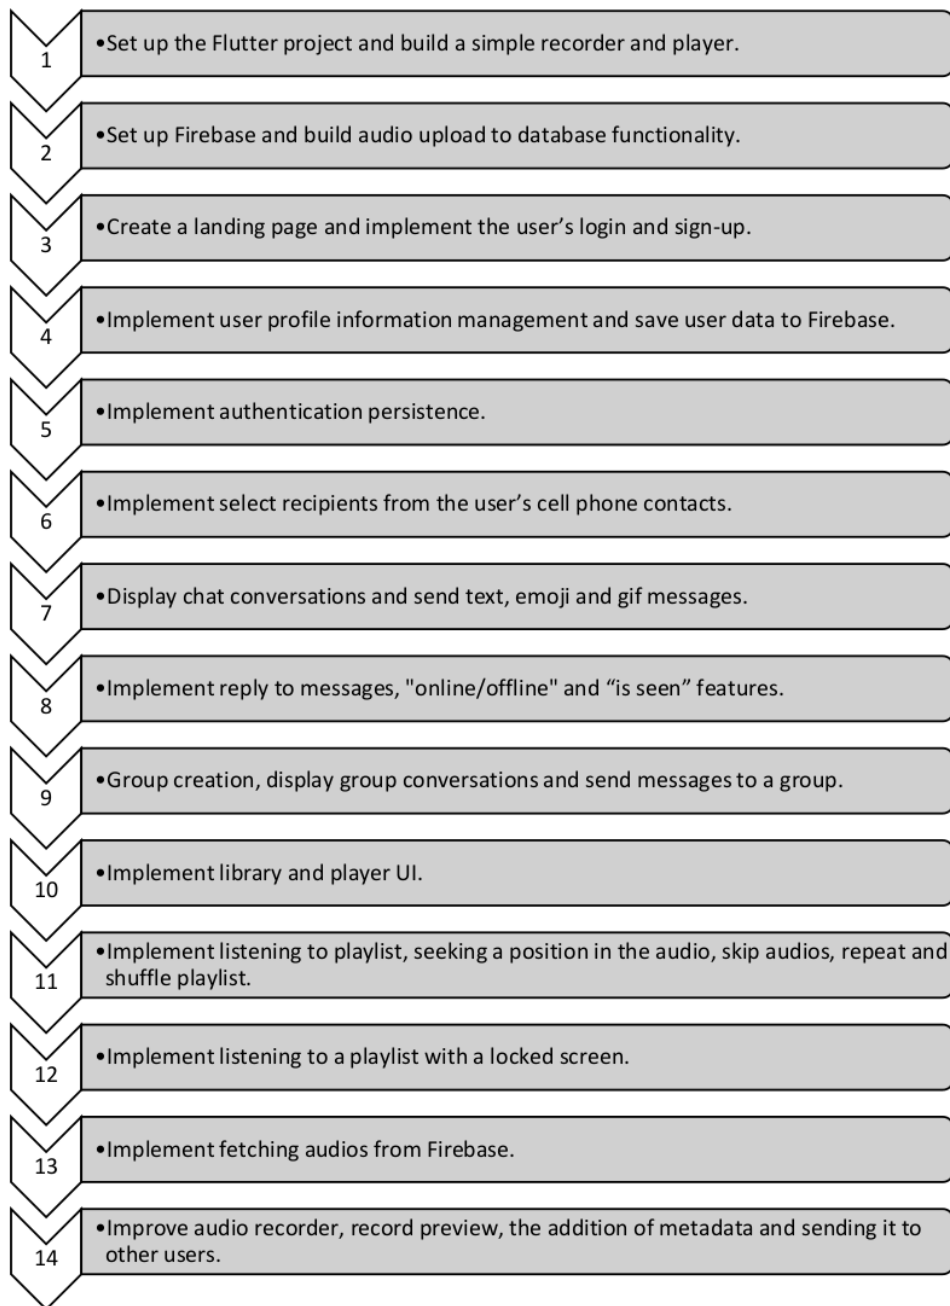 1
•Set up the Flutter project and build a simple recorder and player.
2
•Set up Firebase and build audio upload to database functionality.
3
•Create a landing page and implement the user’s login and sign-up.
4
•Implement user profile information management and save user data to Firebase.
5
•Implement authentication persistence.
6
•Implement select recipients from the user’s cell phone contacts.
7
•Display chat conversations and send text, emoji and gif messages.
8
•Implement reply to messages, "online/offline" and “is seen” features.
9
•Group creation, display group conversations and send messages to a group.
10
•Implement library and player UI.
11
•Implement listening to playlist, seeking a position in the audio, skip audios, repeat and
shuffle playlist.
12
•Implement listening to a playlist with a locked screen.
13
•Implement fetching audios from Firebase.
14
•Improve audio recorder, record preview, the addition of metadata and sending it to
other users.